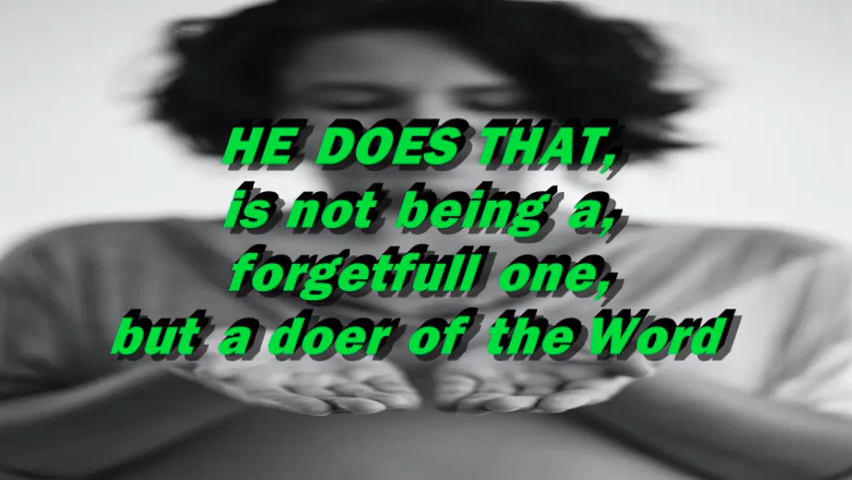 HE DOES THAT,
is not being a,
forgetfull one,
but a doer of the Word